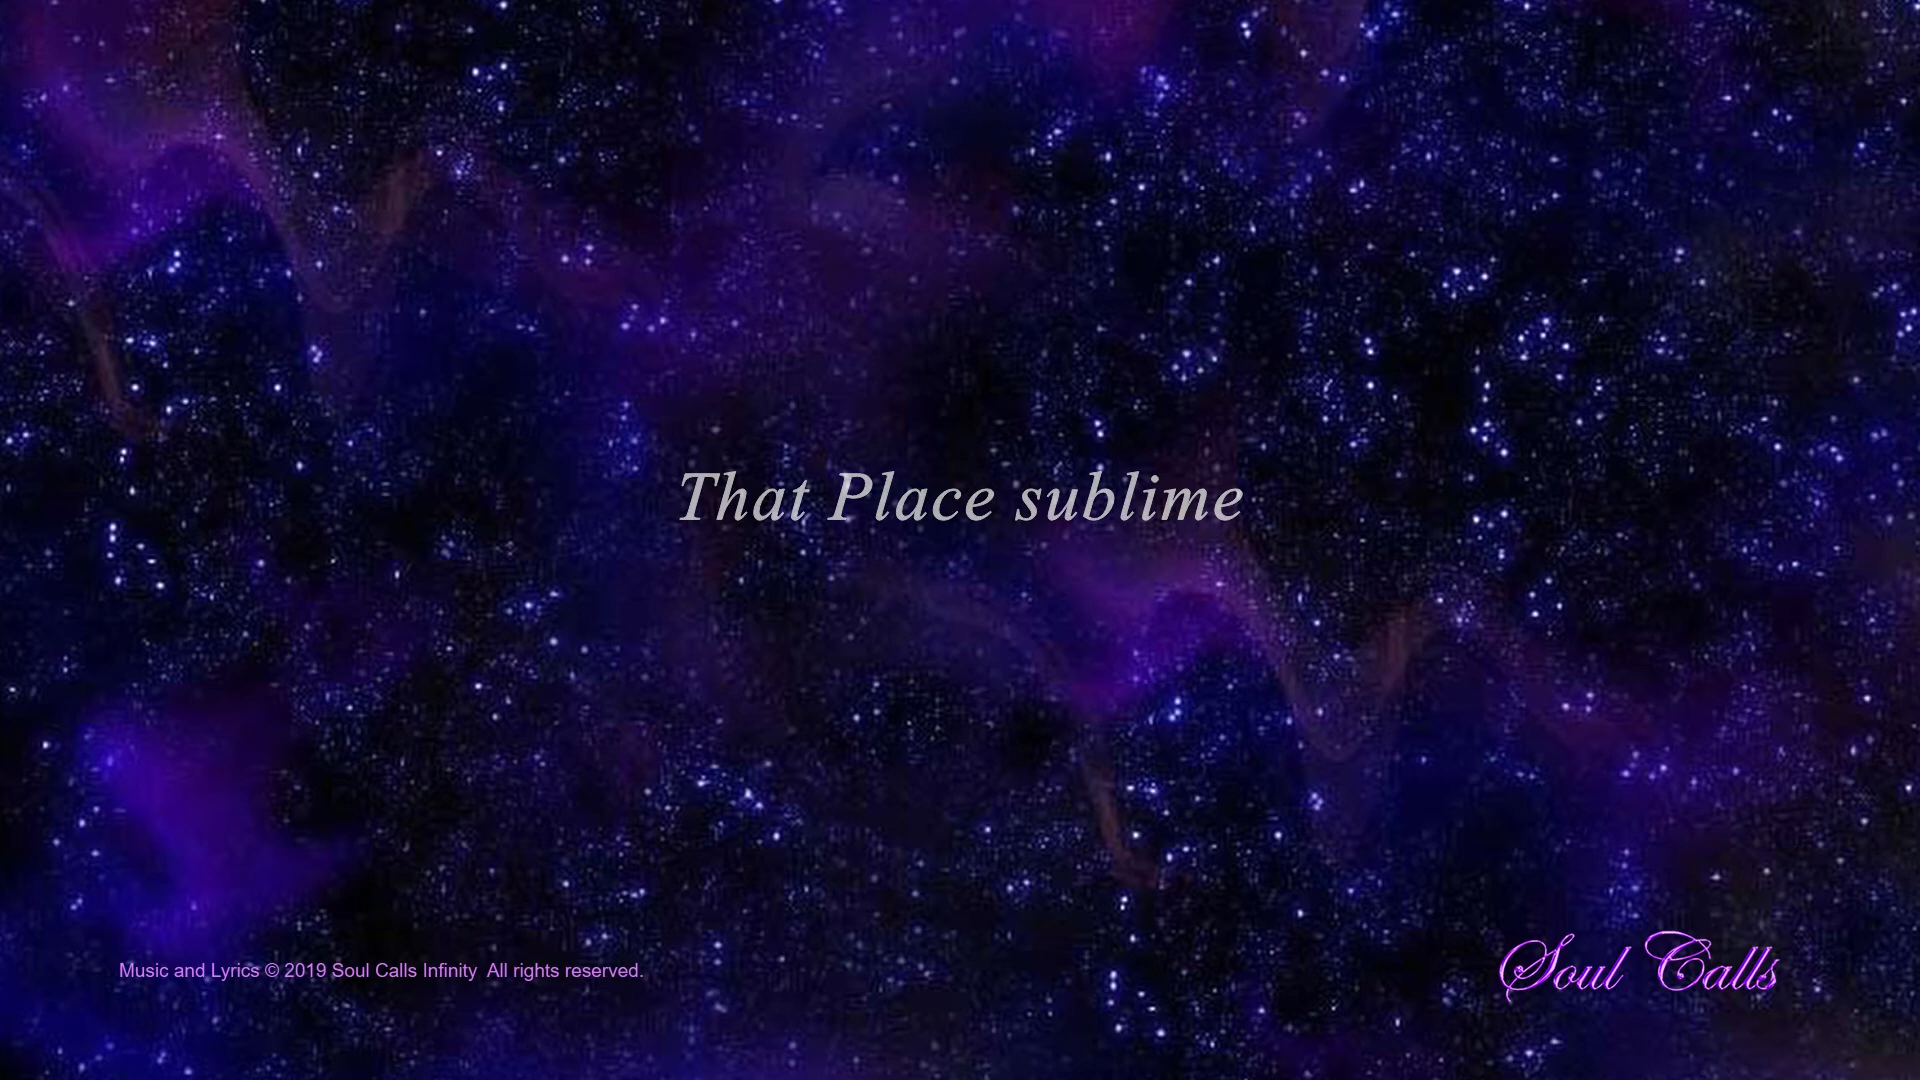 That Place sublime
Music and Lyrics © 2019 Soul Calls Infinity  All rights reserved.
Soul Calls